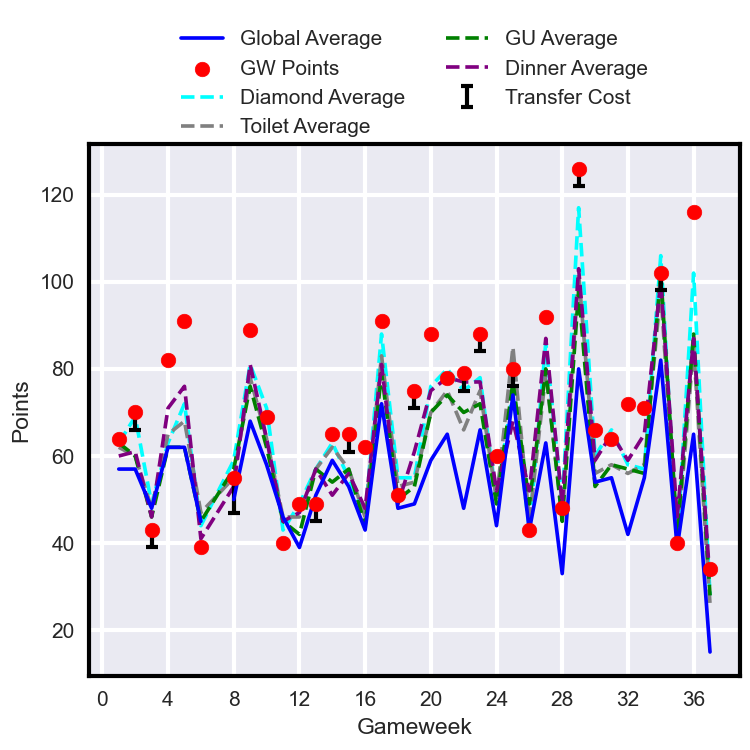 Global Average
GW Points
Diamond Average
Toilet Average
GU Average
Dinner Average
Transfer Cost
120
100
80
60
40
20
Points
0 4 8 12 16 20 24 28 32 36
Gameweek